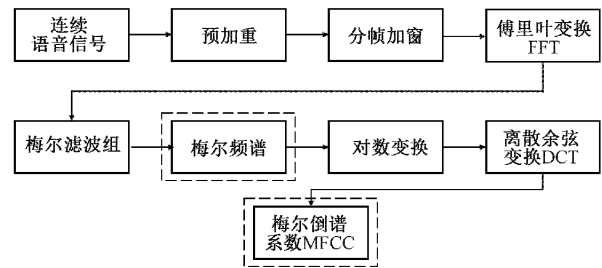 连续
语音信号
预加重
分帧加窗
傅里叶变换
FFT
梅尔滤波组
梅尔频谱
对数变换
离散余弦
变换DCT
梅尔倒谱
系数MFCC